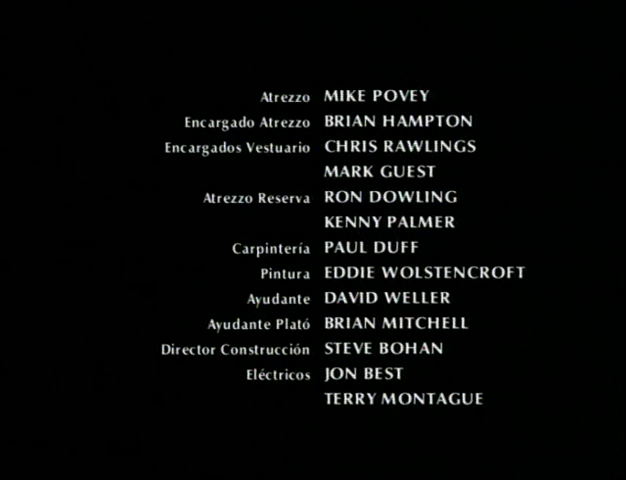 Atrezzo MIKE POVEY
Encargado Atrezzo BRIAN HAMPTON
Encargados Vestuario CHRIS RAWLINGS
MARK GUEST
Atrezzo Reserva RON DOWLING
KENNY PALMER
Carpintería PAUL DUFF
Pintura EDDIE WOLSTENCROFT
Ayudante DAVID WELLER
Ayudante Plató BRIAN MITCHELL
Director Construcción STEVE BOHAN
Eléctricos JON BEST
TERRY MONTAGUE